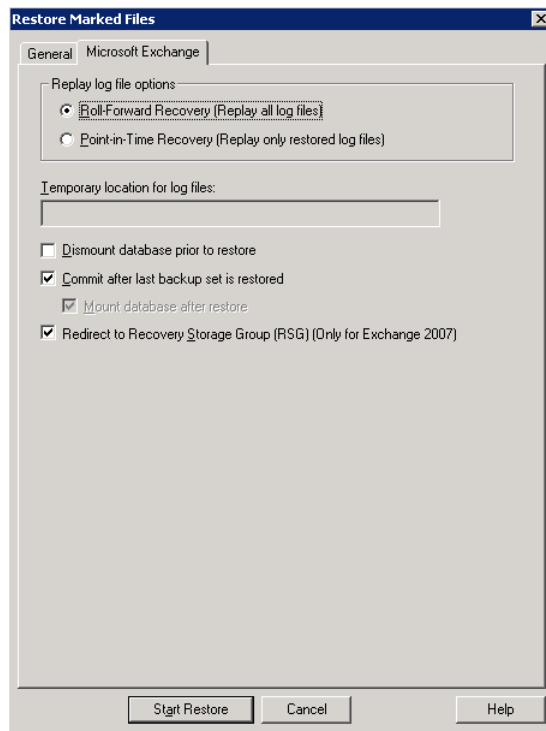 Restore Marked Files
General
Microsoft Exchange
Replay log file options
Roll-Forward Recovery (Replay all log files)
Point-in-Time Recovery (Replay only restored log files)
Temporary location for log files:
Dismount database prior to restore
Commit after last backup set is restored
Mount database after restore
Redirect to Recovery Storage Group (RSG) (Only for Exchange 2007)
Start Restore
Cancel
Help